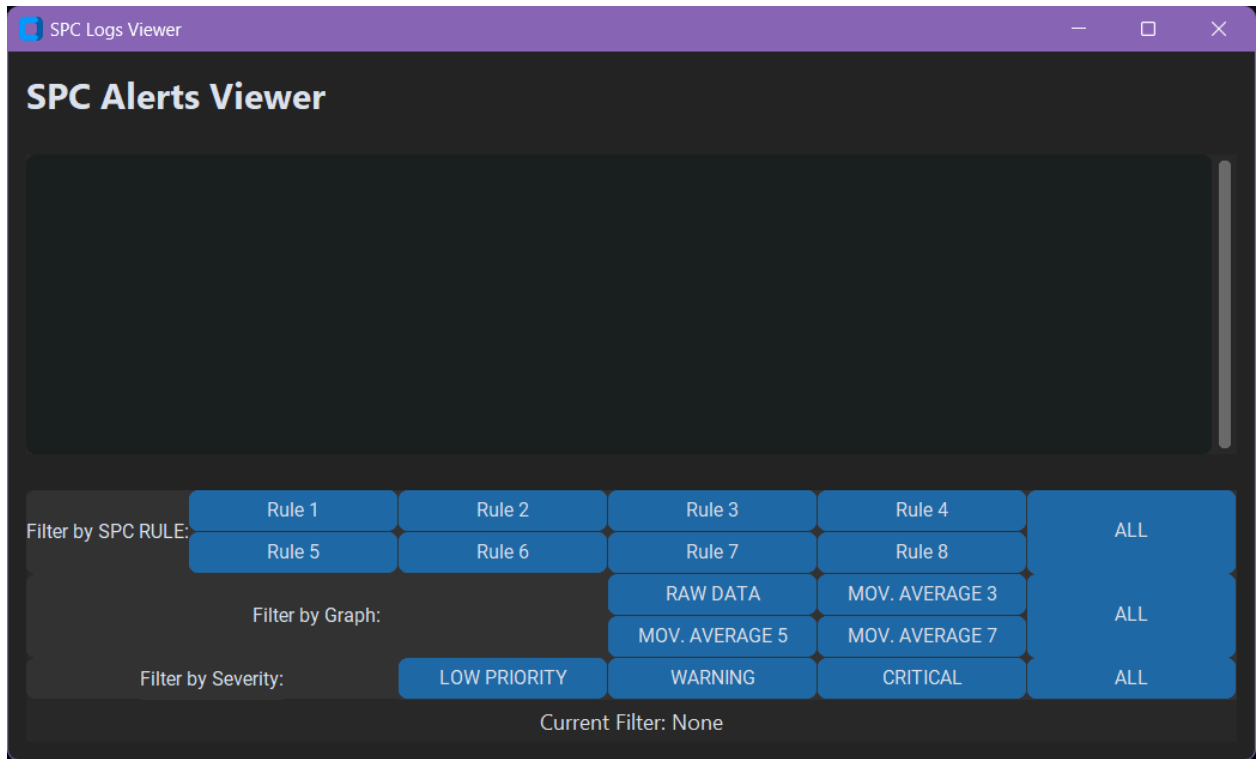 SPC Logs Viewer
SPC Alerts Viewer
Filter by SPC RULE:
Rule 1 Rule 2 Rule 3 Rule 4
ALL
Rule 5 Rule 6 Rule 7 Rule 8
Filter by Graph:
RAW DATA MOV. AVERAGE 3
ALL
MOV. AVERAGE 5 MOV. AVERAGE 7
Filter by Severity: LOW PRIORITY WARNING CRITICAL ALL
Current Filter: None